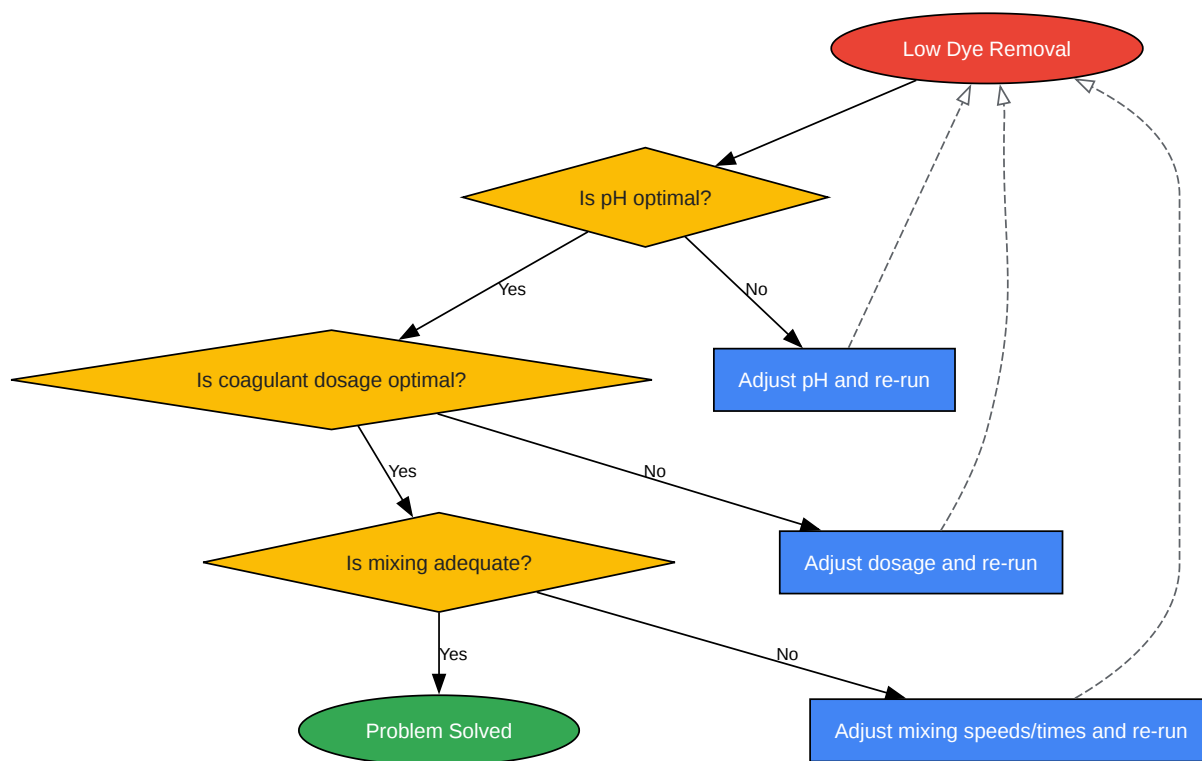 Low Dye Removal
Is pH optimal?
Yes
No
Is coagulant dosage optimal?
Adjust pH and re-run
Yes
No
Is mixing adequate?
Adjust dosage and re-run
Yes
No
Problem Solved
Adjust mixing speeds/times and re-run